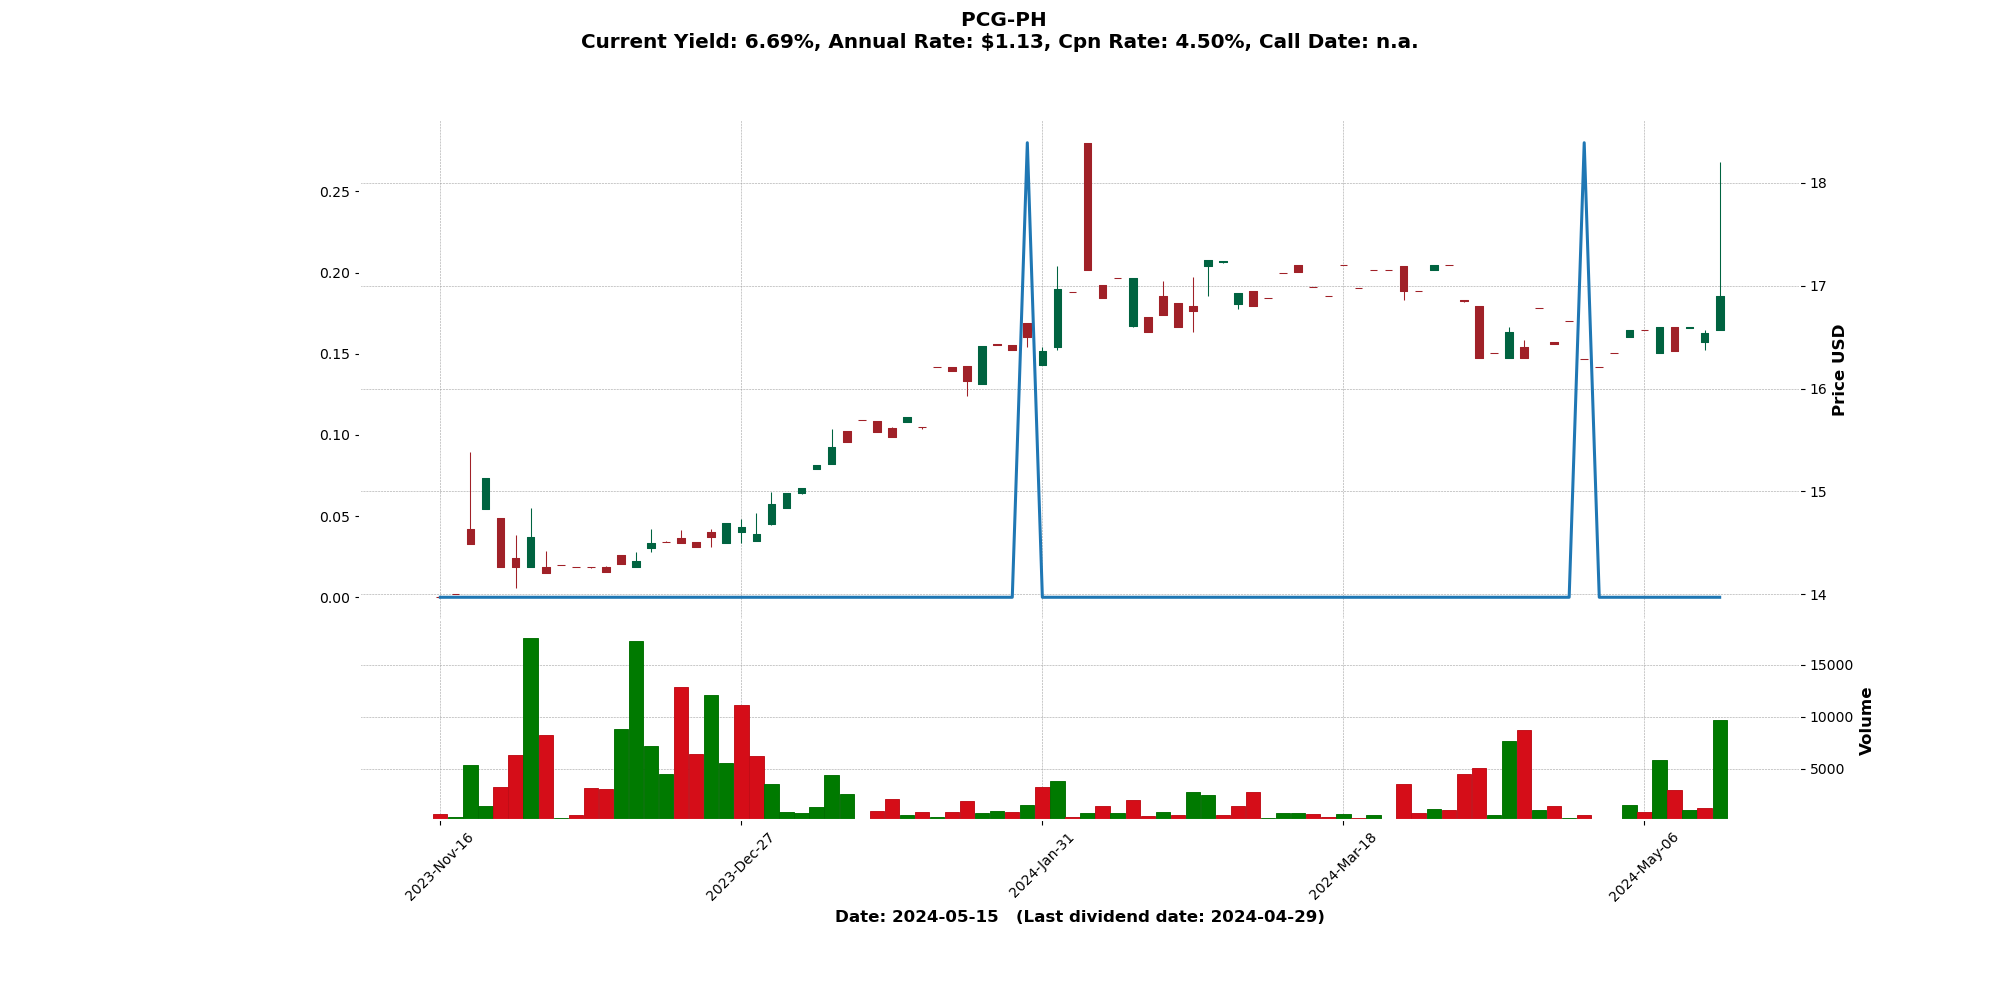 PCG-PH
Current Yield: 6.69%, Annual Rate: $1.13, Cpn Rate: 4.50%, Call Date: n.a.
0.25
0.20
0.15
0.10
0.05
0.00
18
17
16
15
14
Price USD
15000
10000
5000
Volume
2023-Nov-16
2023-Dec-27
2024-Jan-31
2024-Mar-18
2024-May-06
Date: 2024-05-15   (Last dividend date: 2024-04-29)